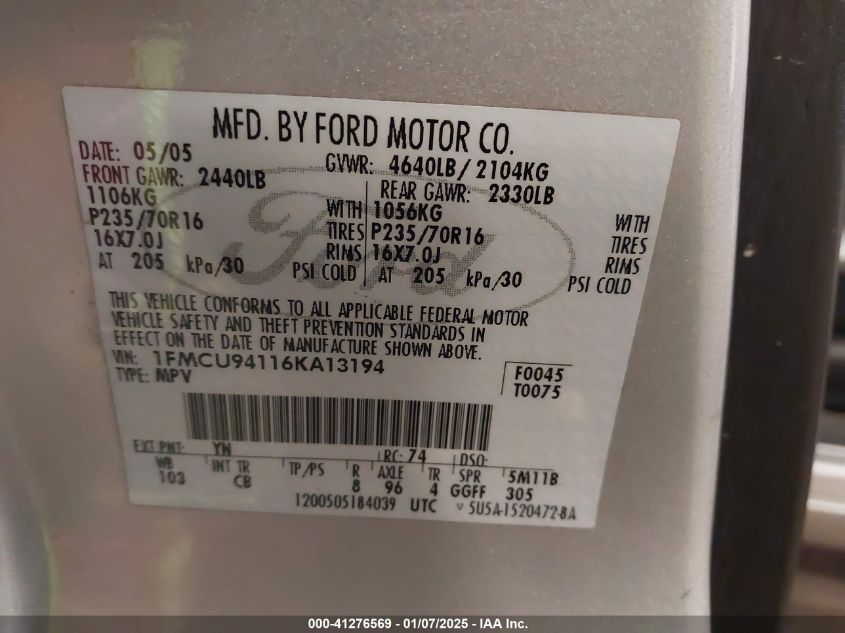 MFD. BY FORD MOTOR CO.
DATE: 05/05 GVWR: 4640LB/ 2104KG
FRONT GAWR: 2440LB REAR GAWR: 2330LB
1106KG WITH 1056KG WITH
P235/70R16 TIRES P235/70R16 TIRES
16X7.0J RIMS 16X7.0J RIMS
AT 205 kPa/30 PSI COLD AT 205 kPa/30 PSI COLD
Ford
THIS VEHICLE CONFORMS TO ALL APPLICABLE FEDERAL MOTOR
VEHICLE SAFETY AND THEFT PREVENTION STANDARDS IN
EFFECT ON THE DATE OF MANUFACTURE SHOWN ABOVE.
VIN: 1FMCU94116KA13194
TYPE: MPV
F0045
T0075
EXT PNT: YN RC: 74 DSO:
WB INT TR TP/PS R AXLE TR SPR 5M11B
103 CB 8 96 4 GGFF 305
1200505184039 UTC ▽ 5U5A-1520472-BA
000-41276569 - 01/07/2025 - IAA Inc.